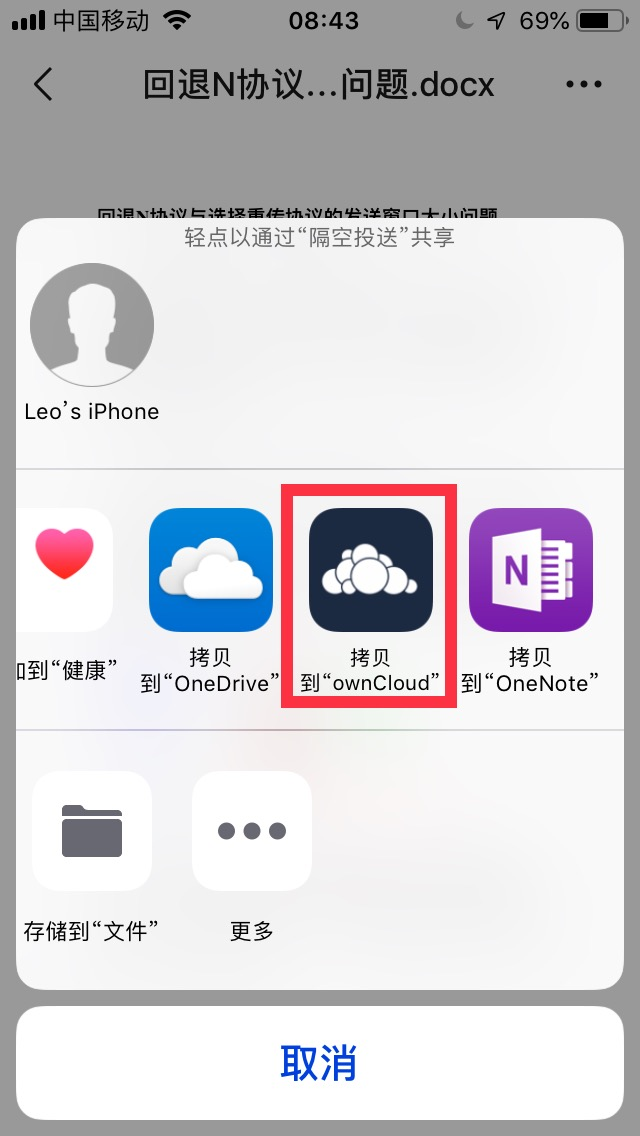 中国移动
08:43
69%
回退N协议...问题.docx
回退N协议与选择重传协议的发送窗口大小问题
轻点以通过“隔空投送”共享
Leo’s iPhone
加到“健康”
拷贝
到“OneDrive”
拷贝
到“ownCloud”
N
拷贝
到“OneNote”
存储到“文件”
更多
取消